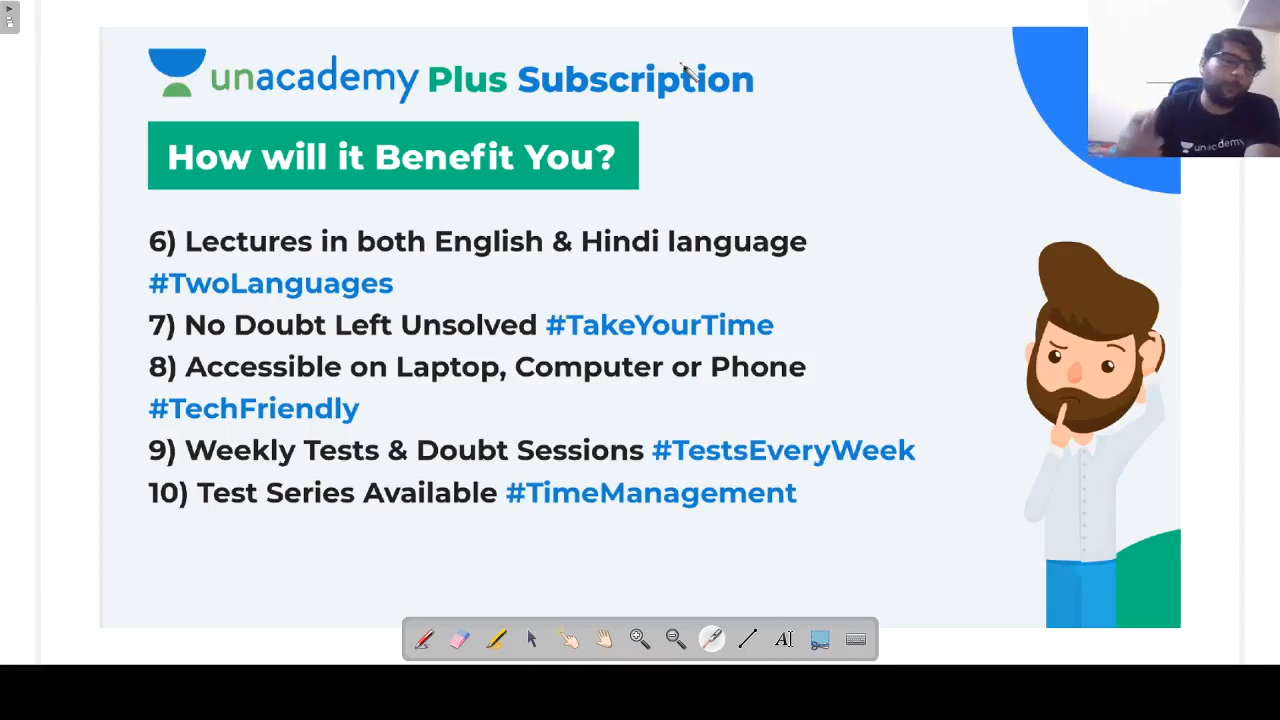 unacademy Plus Subscription
How will it Benefit You?
6) Lectures in both English & Hindi language
#TwoLanguages
7) No Doubt Left Unsolved #TakeYourTime
8) Accessible on Laptop, Computer or Phone
#TechFriendly
9) Weekly Tests & Doubt Sessions #TestsEveryWeek
10) Test Series Available #TimeManagement
unacademy
AI